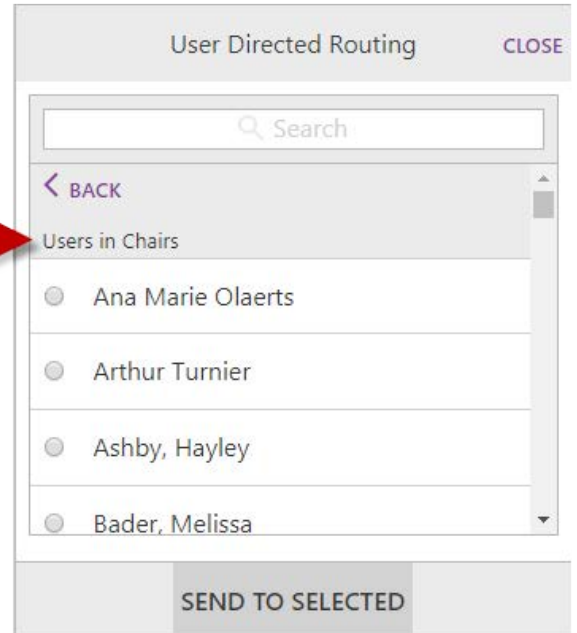 User Directed Routing CLOSE
Search
BACK
Users in Chairs
Ana Marie Olaerts
Arthur Turnier
Ashby, Hayley
Bader, Melissa
SEND TO SELECTED